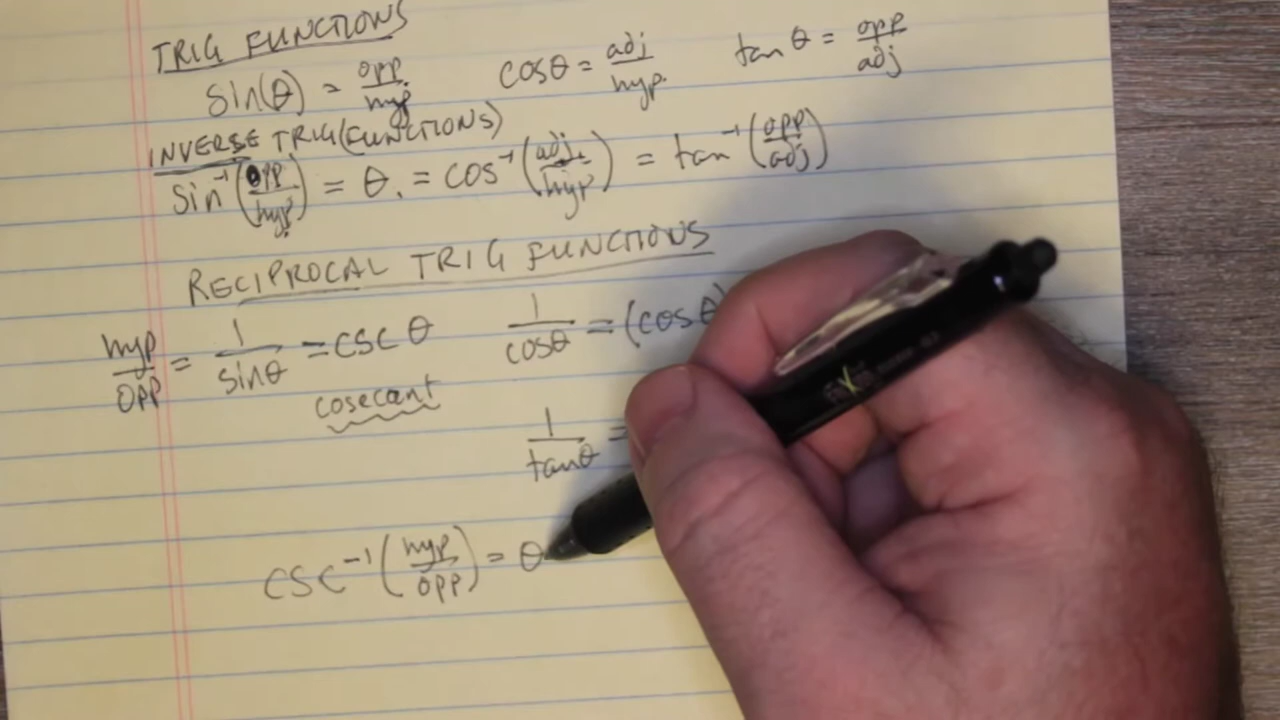 TRIG FUNCTIONS
sin(θ) = opp/hyp cosθ = adj/hyp tan θ = opp/adj
INVERSE TRIG(FUNCTIONS)
sin⁻¹(opp/hyp) = θ. = cos⁻¹(adj./hyp) = tan⁻¹(opp/adj)
RECIPROCAL TRIG FUNCTIONS
hyp/opp = 1/sinθ = csc θ 1/cosθ = (cosθ)
cosecant
1/tanθ =
csc⁻¹(hyp/opp) = θ